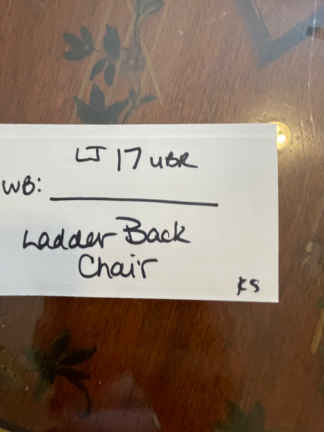 LJ 17 UBR
WB:
Ladder Back
Chair
KS